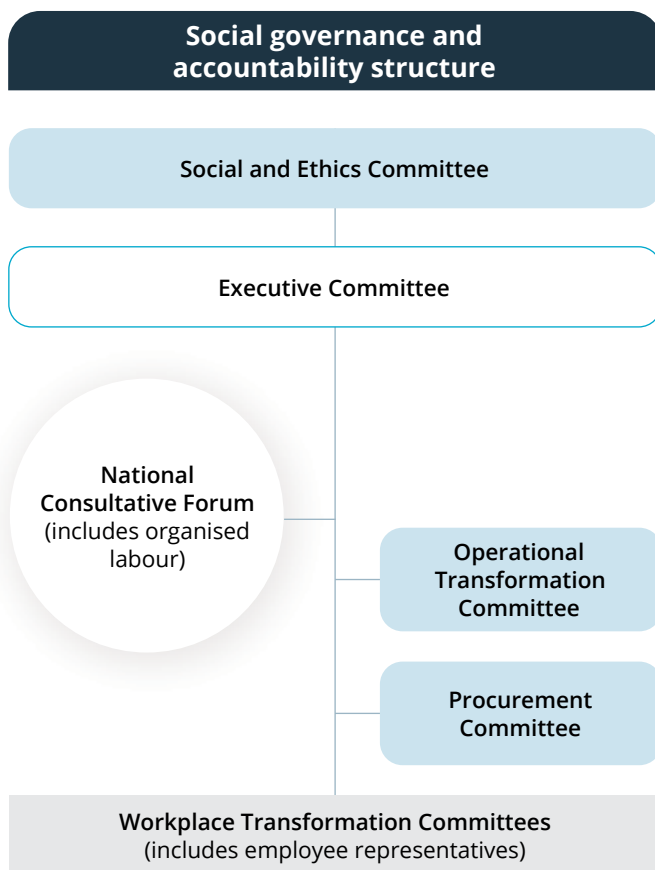 Social governance and
accountability structure
Social and Ethics Committee
Executive Committee
National
Consultative Forum
(includes organised
labour)
Operational
Transformation
Committee
Procurement
Committee
Workplace Transformation Committees
(includes employee representatives)